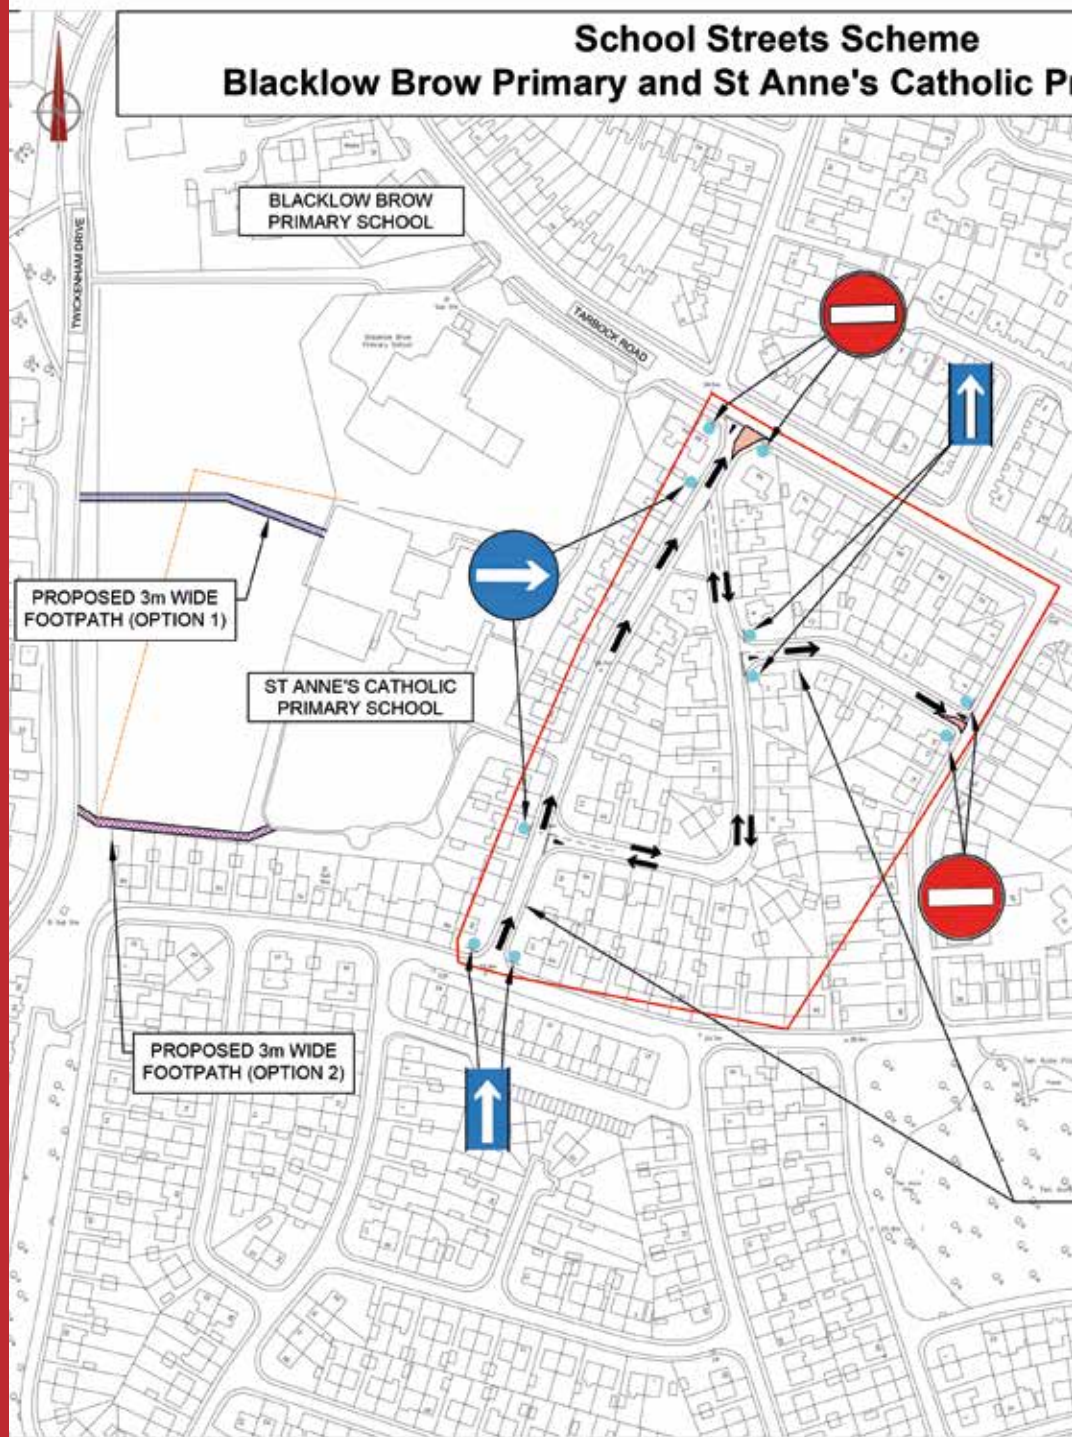 School Streets Scheme
Blacklow Brow Primary and St Anne's Catholic Pr
BLACKLOW BROW
PRIMARY SCHOOL
TWICKENHAM DRIVE
TARBOCK ROAD
PROPOSED 3m WIDE
FOOTPATH (OPTION 1)
ST ANNE'S CATHOLIC
PRIMARY SCHOOL
PROPOSED 3m WIDE
FOOTPATH (OPTION 2)